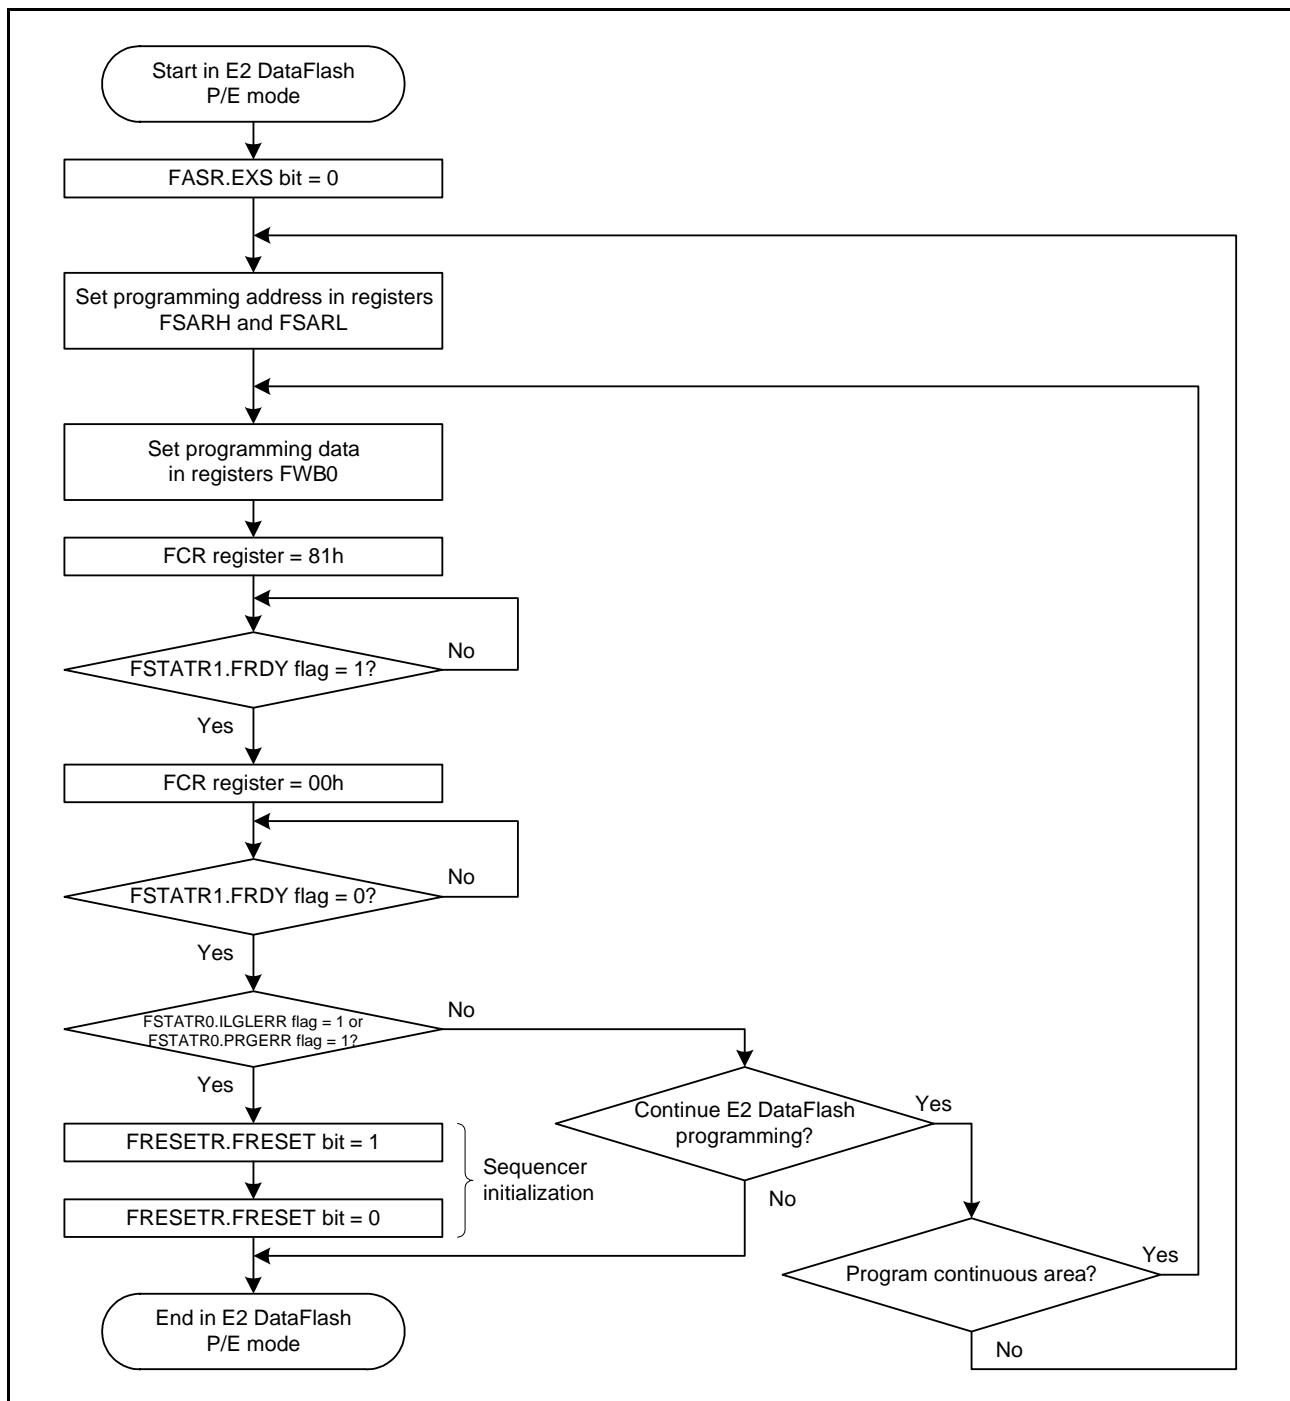 Start in E2 DataFlash
P/E mode
FASR.EXS bit = 0
Set programming address in registers
FSARH and FSARL
Set programming data
in registers FWB0
FCR register = 81h
FSTATR1.FRDY flag = 1?
No
Yes
FCR register = 00h
FSTATR1.FRDY flag = 0?
No
Yes
FSTATR0.ILGLERR flag = 1 or
FSTATR0.PRGERR flag = 1?
No
Yes
Continue E2 DataFlash
programming?
Yes
No
FRESETR.FRESET bit = 1
FRESETR.FRESET bit = 0
Sequencer
initialization
Program continuous area?
Yes
No
End in E2 DataFlash
P/E mode